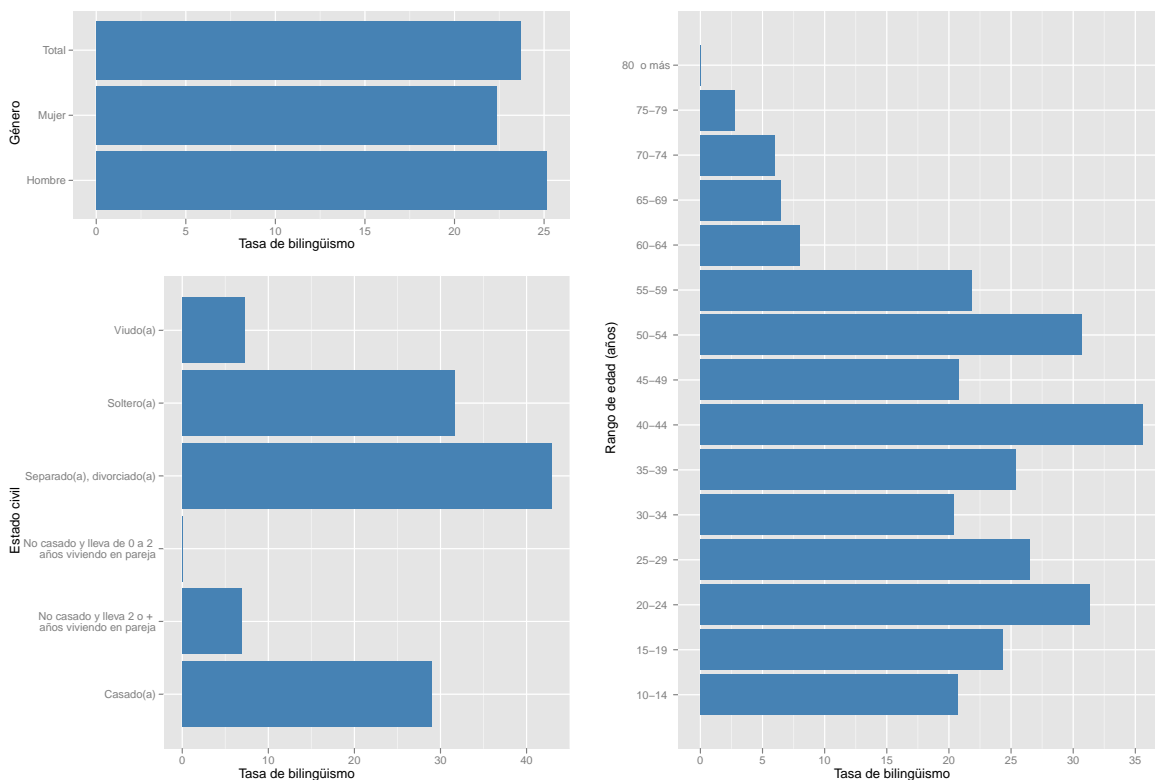 Género
Total
Mujer
Hombre
0 5 10 15 20 25
Tasa de bilingüismo
Estado civil
Viudo(a)
Soltero(a)
Separado(a), divorciado(a)
No casado y lleva de 0 a 2
años viviendo en pareja
No casado y lleva 2 o +
años viviendo en pareja
Casado(a)
0 10 20 30 40
Tasa de bilingüismo
Rango de edad (años)
80 o más
75−79
70−74
65−69
60−64
55−59
50−54
45−49
40−44
35−39
30−34
25−29
20−24
15−19
10−14
0 5 10 15 20 25 30 35
Tasa de bilingüismo